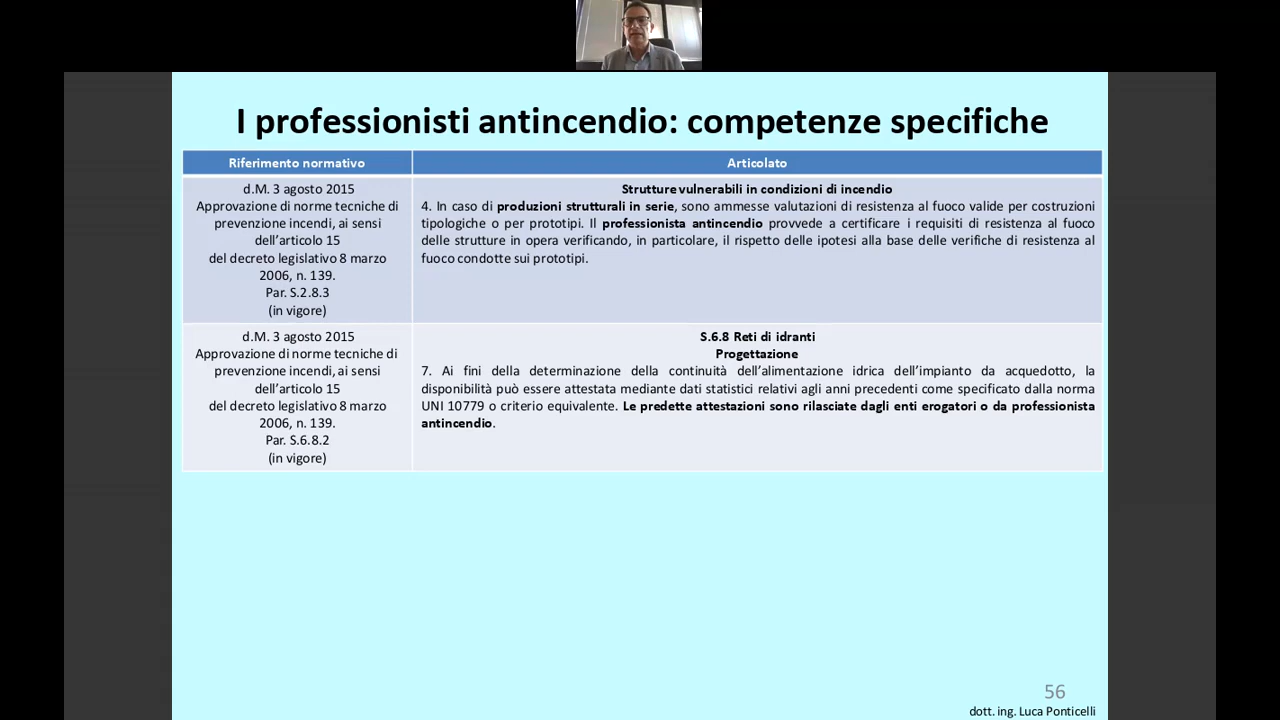 I professionisti antincendio: competenze specifiche
Riferimento normativo
Articolato
d.M. 3 agosto 2015
Approvazione di norme tecniche di
prevenzione incendi, ai sensi
dell'articolo 15
del decreto legislativo 8 marzo
2006, n. 139.
Par. S.2.8.3
(in vigore)
Strutture vulnerabili in condizioni di incendio
4. In caso di produzioni strutturali in serie, sono ammesse valutazioni di resistenza al fuoco valide per costruzioni
tipologiche o per prototipi. Il professionista antincendio provvede a certificare i requisiti di resistenza al fuoco
delle strutture in opera verificando, in particolare, il rispetto delle ipotesi alla base delle verifiche di resistenza al
fuoco condotte sui prototipi.
d.M. 3 agosto 2015
Approvazione di norme tecniche di
prevenzione incendi, ai sensi
dell'articolo 15
del decreto legislativo 8 marzo
2006, n. 139.
Par. S.6.8.2
(in vigore)
S.6.8 Reti di idranti
Progettazione
7. Ai fini della determinazione della continuità dell'alimentazione idrica dell'impianto da acquedotto, la
disponibilità può essere attestata mediante dati statistici relativi agli anni precedenti come specificato dalla norma
UNI 10779 o criterio equivalente. Le predette attestazioni sono rilasciate dagli enti erogatori o da professionista
antincendio.
56
dott. ing. Luca Ponticelli